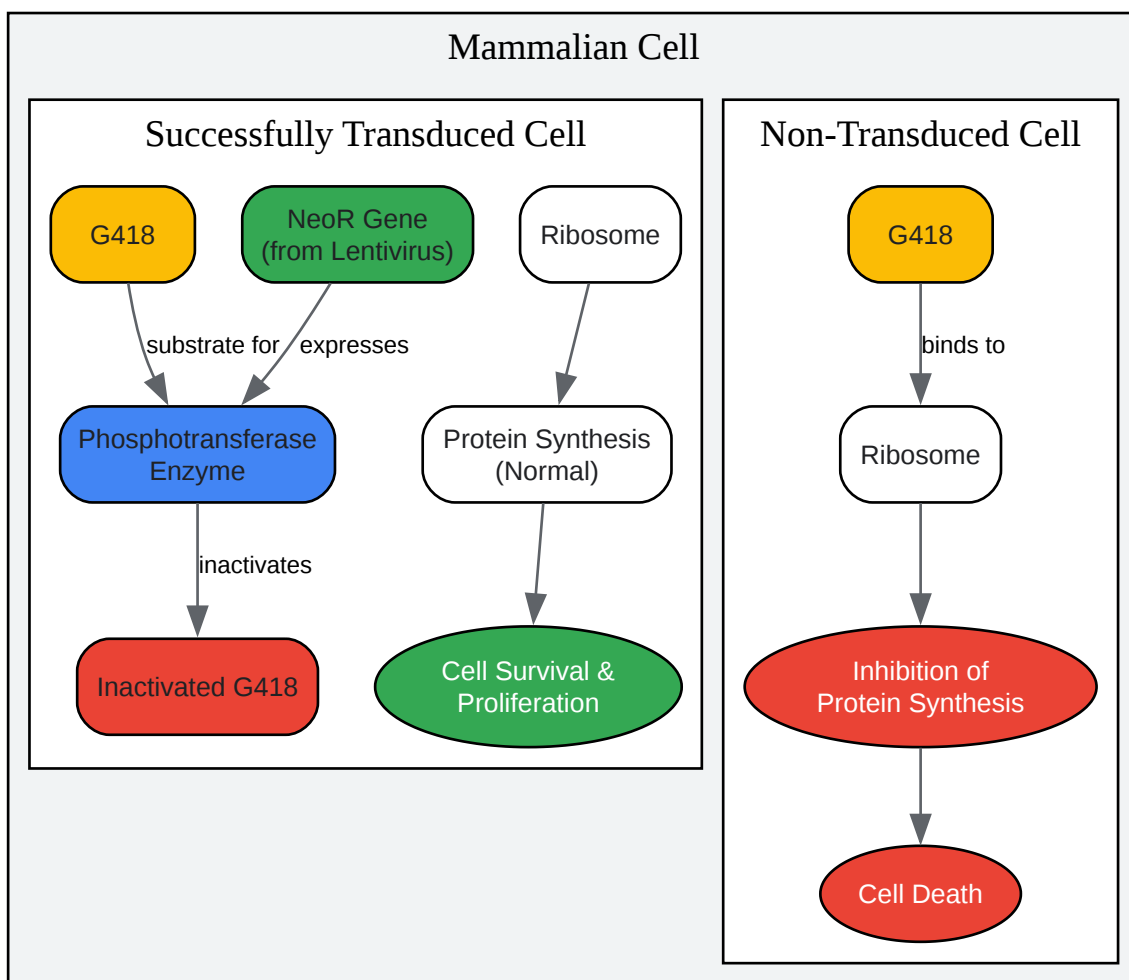 Mammalian Cell
Successfully Transduced Cell
G418
NeoR Gene
(from Lentivirus)
Ribosome
substrate for
expresses
Phosphotransferase
Enzyme
Protein Synthesis
(Normal)
inactivates
Inactivated G418
Cell Survival &
Proliferation
Non-Transduced Cell
G418
binds to
Ribosome
Inhibition of
Protein Synthesis
Cell Death